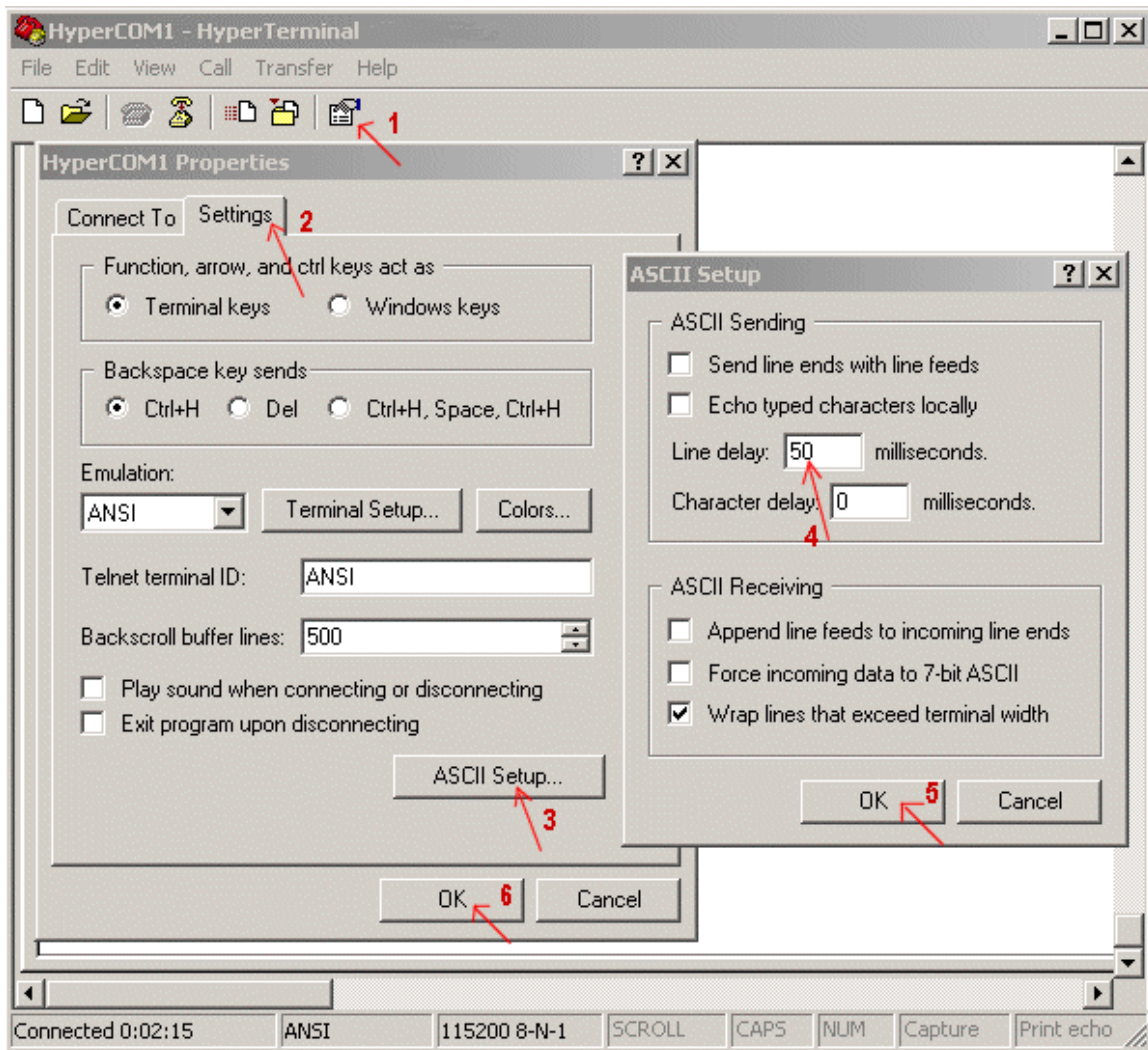 HyperCOM1 - HyperTerminal
File Edit View Call Transfer Help
1
HyperCOM1 Properties
Connect To Settings 2
Function, arrow, and ctrl keys act as
Terminal keys Windows keys
Backspace key sends
Ctrl+H Del Ctrl+H, Space, Ctrl+H
Emulation:
ANSI Terminal Setup... Colors...
Telnet terminal ID: ANSI
Backscroll buffer lines: 500
Play sound when connecting or disconnecting
Exit program upon disconnecting
ASCII Setup...
3
OK 6 Cancel
ASCII Setup
ASCII Sending
Send line ends with line feeds
Echo typed characters locally
Line delay: 50 milliseconds.
Character delay: 0 milliseconds.
4
ASCII Receiving
Append line feeds to incoming line ends
Force incoming data to 7-bit ASCII
Wrap lines that exceed terminal width
OK 5 Cancel
Connected 0:02:15 ANSI 115200 8-N-1 SCROLL CAPS NUM Capture Print echo